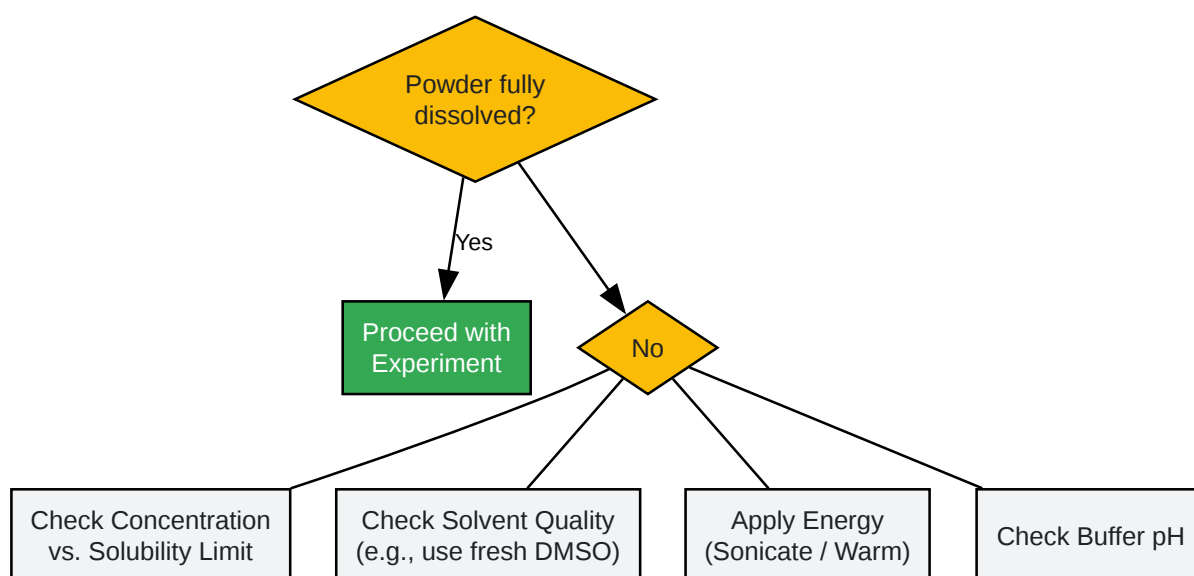 Powder fully
dissolved?
Yes
Proceed with
Experiment
No
Check Concentration
vs. Solubility Limit
Check Solvent Quality
(e.g., use fresh DMSO)
Apply Energy
(Sonicate / Warm)
Check Buffer pH